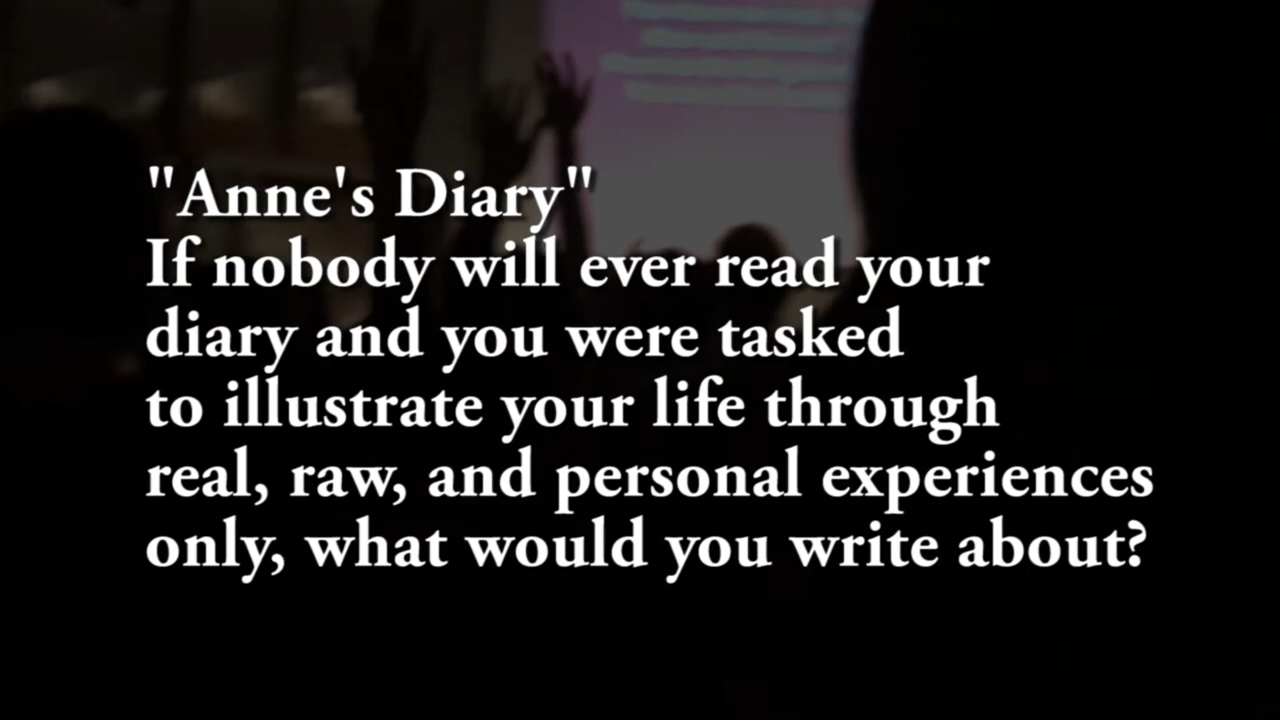 "Anne's Diary"
If nobody will ever read your
diary and you were tasked
to illustrate your life through
real, raw, and personal experiences
only, what would you write about?